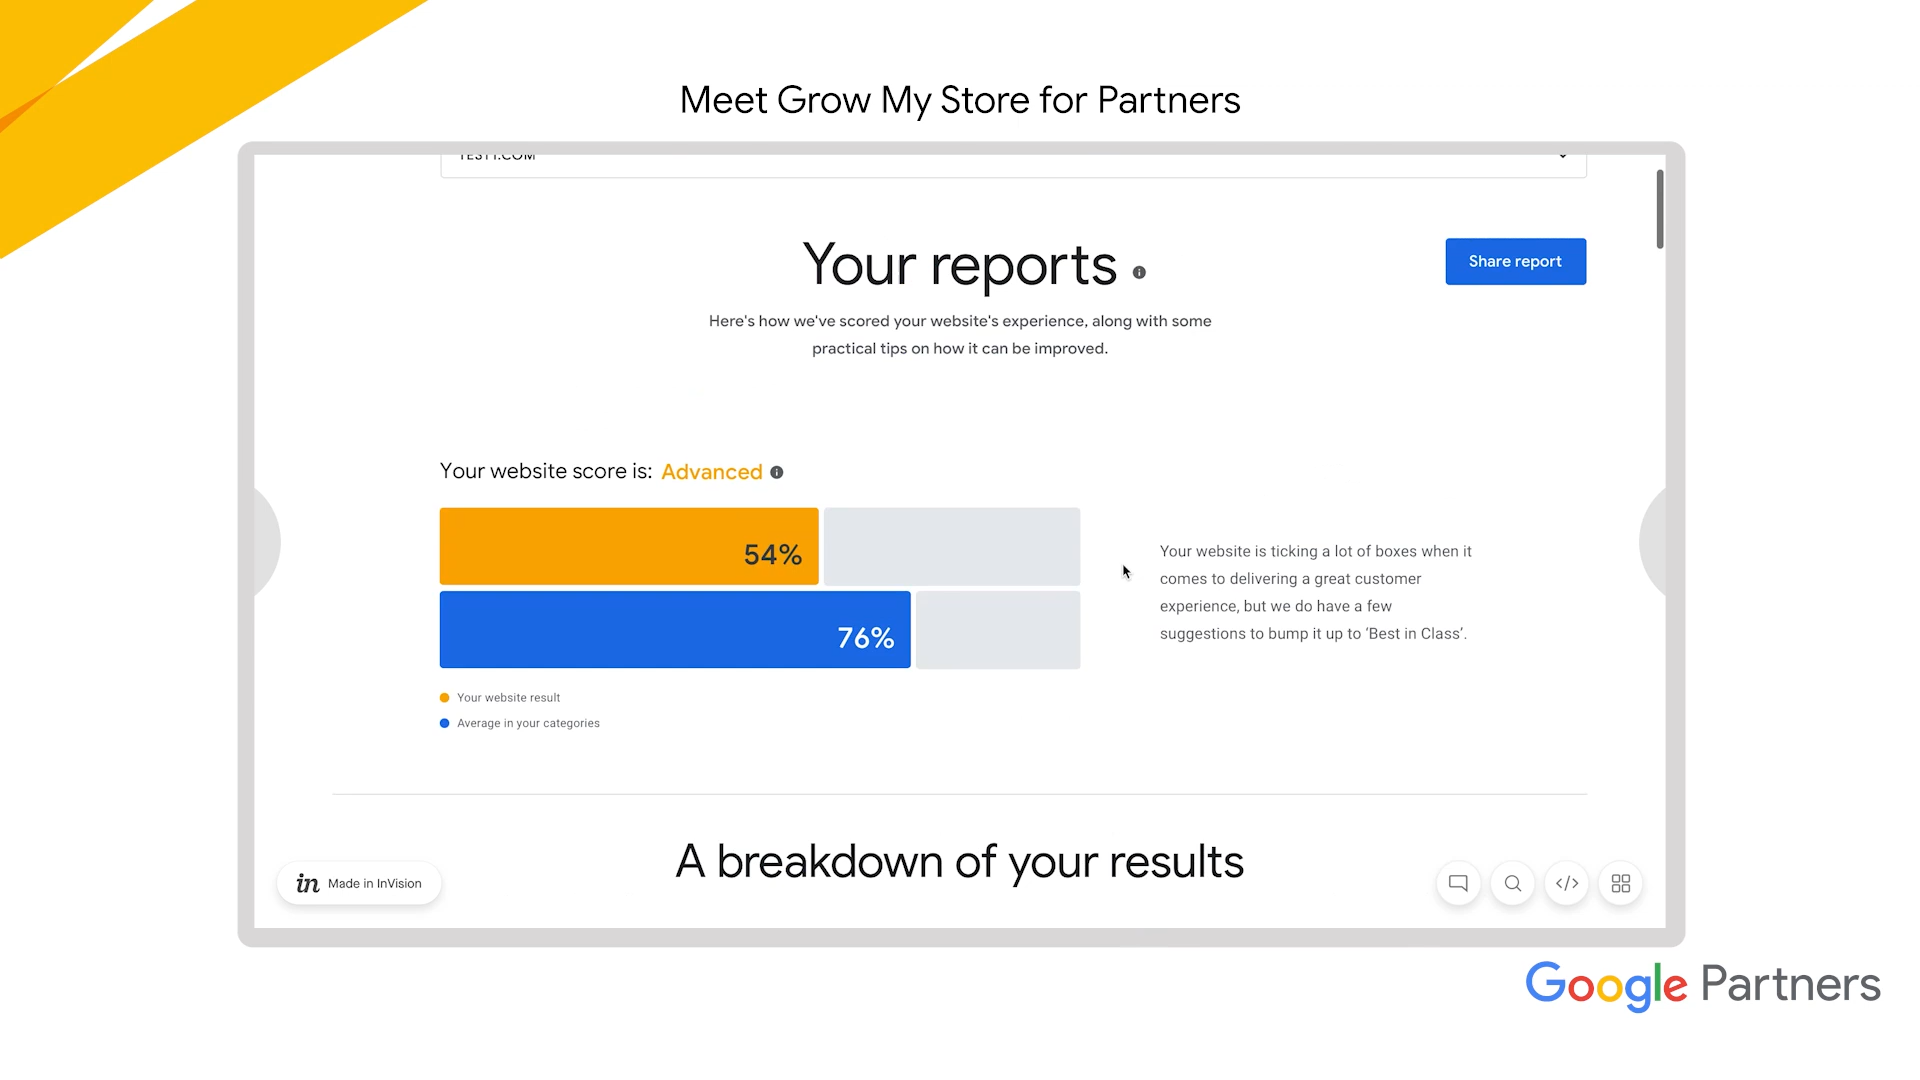 Meet Grow My Store for Partners
TEST1.COM
Your reports
Share report
Here's how we've scored your website's experience, along with some
practical tips on how it can be improved.
Your website score is: Advanced
54%
76%
Your website is ticking a lot of boxes when it
comes to delivering a great customer
experience, but we do have a few
suggestions to bump it up to ‘Best in Class’.
Your website result
Average in your categories
A breakdown of your results
in Made in InVision
Google Partners